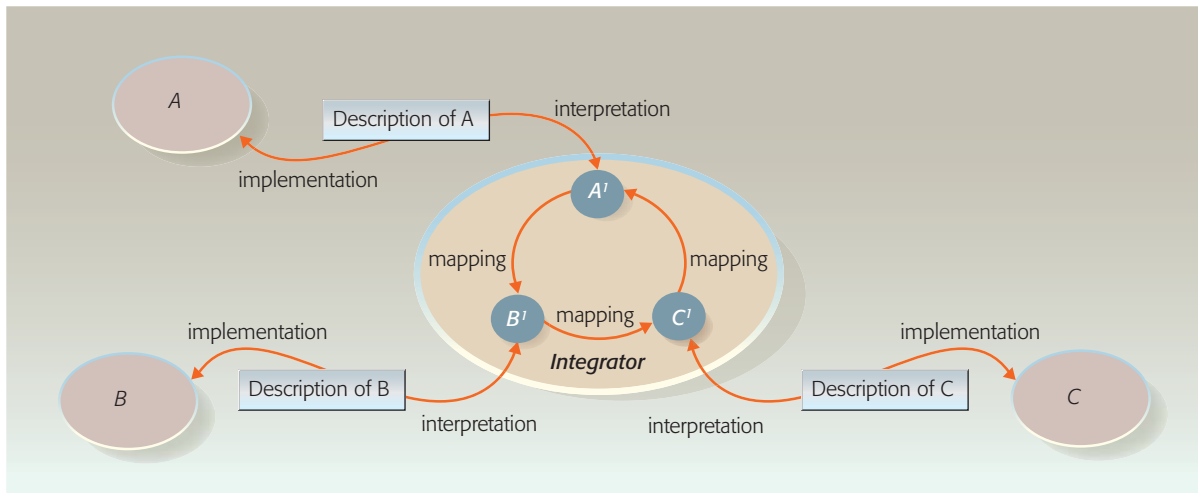 A
Description of A
interpretation
implementation
A¹
mapping
mapping
B¹
mapping
C¹
Integrator
implementation
Description of B
B
interpretation
implementation
Description of C
C
interpretation